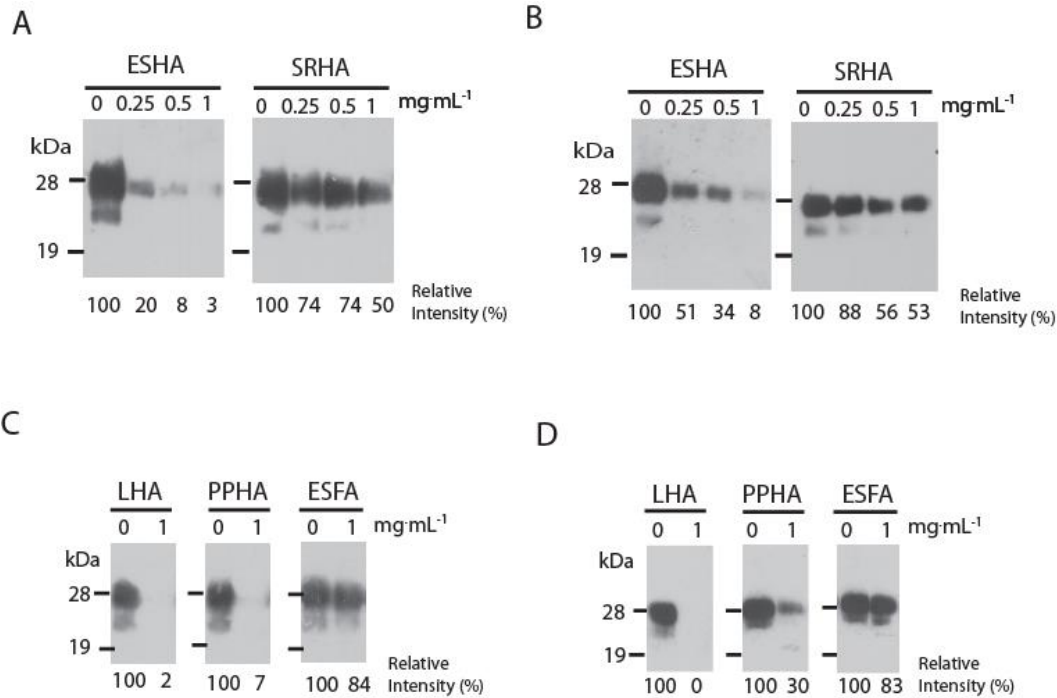 A
ESHA SRHA
0 0.25 0.5 1 0 0.25 0.5 1 mg·mL-1
kDa
28
19
100 20 8 3 100 74 74 50 Relative
Intensity (%)
B
ESHA SRHA
0 0.25 0.5 1 0 0.25 0.5 1 mg·mL-1
kDa
28
19
100 51 34 8 100 88 56 53 Relative
Intensity (%)
C
LHA PPHA ESFA
0 1 0 1 0 1 mg·mL-1
kDa
28
19
100 2 100 7 100 84 Relative
Intensity (%)
D
LHA PPHA ESFA
0 1 0 1 0 1 mg·mL-1
kDa
28
19
100 0 100 30 100 83 Relative
Intensity (%)